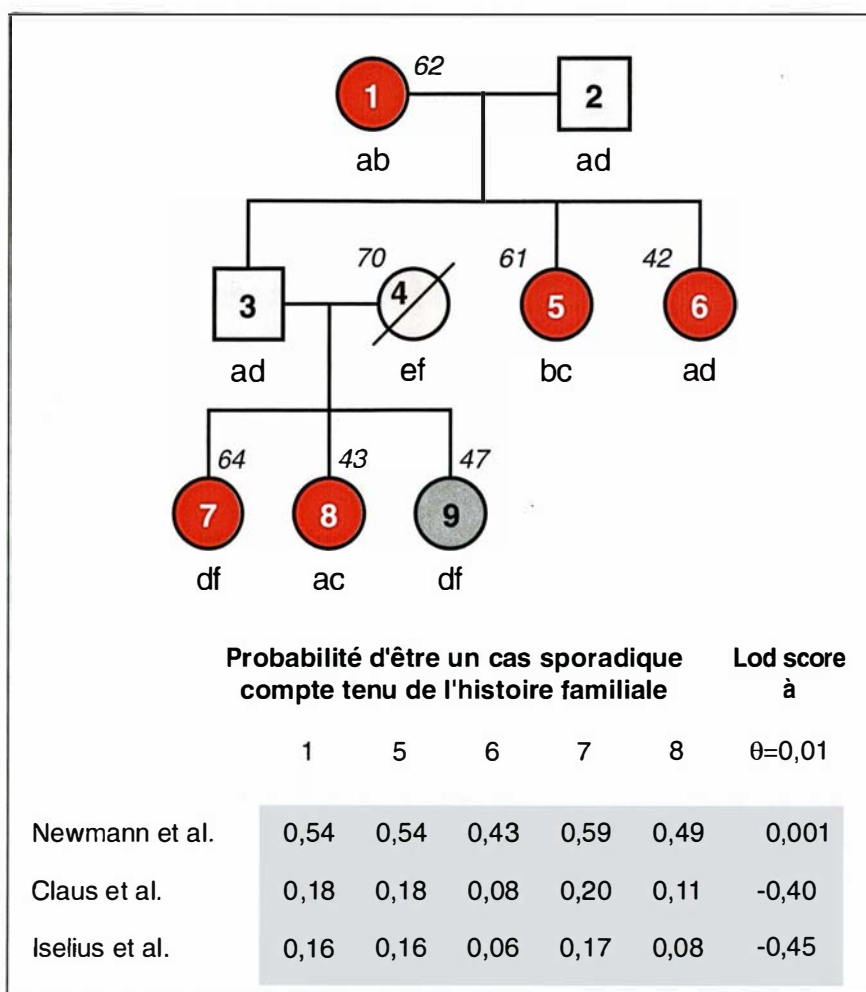 62
1 2
ab ad
70 61 42
3 4 5 6
ad ef bc ad
64 43 47
7 8 9
df ac df
Probabilité d'être un cas sporadique Lod score
compte tenu de l'histoire familiale à
1 5 6 7 8 θ=0,01
Newmann et al. 0,54 0,54 0,43 0,59 0,49 0,001
Claus et al. 0,18 0,18 0,08 0,20 0,11 -0,40
Iselius et al. 0,16 0,16 0,06 0,17 0,08 -0,45